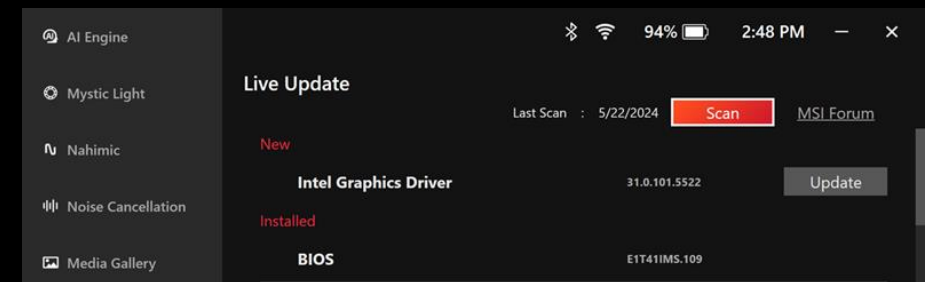 AI Engine
94% 2:48 PM
Mystic Light
Live Update
Last Scan : 5/22/2024 Scan MSI Forum
Nahimic
New
Intel Graphics Driver 31.0.101.5522 Update
Noise Cancellation
Installed
Media Gallery
BIOS E1T41IMS.109